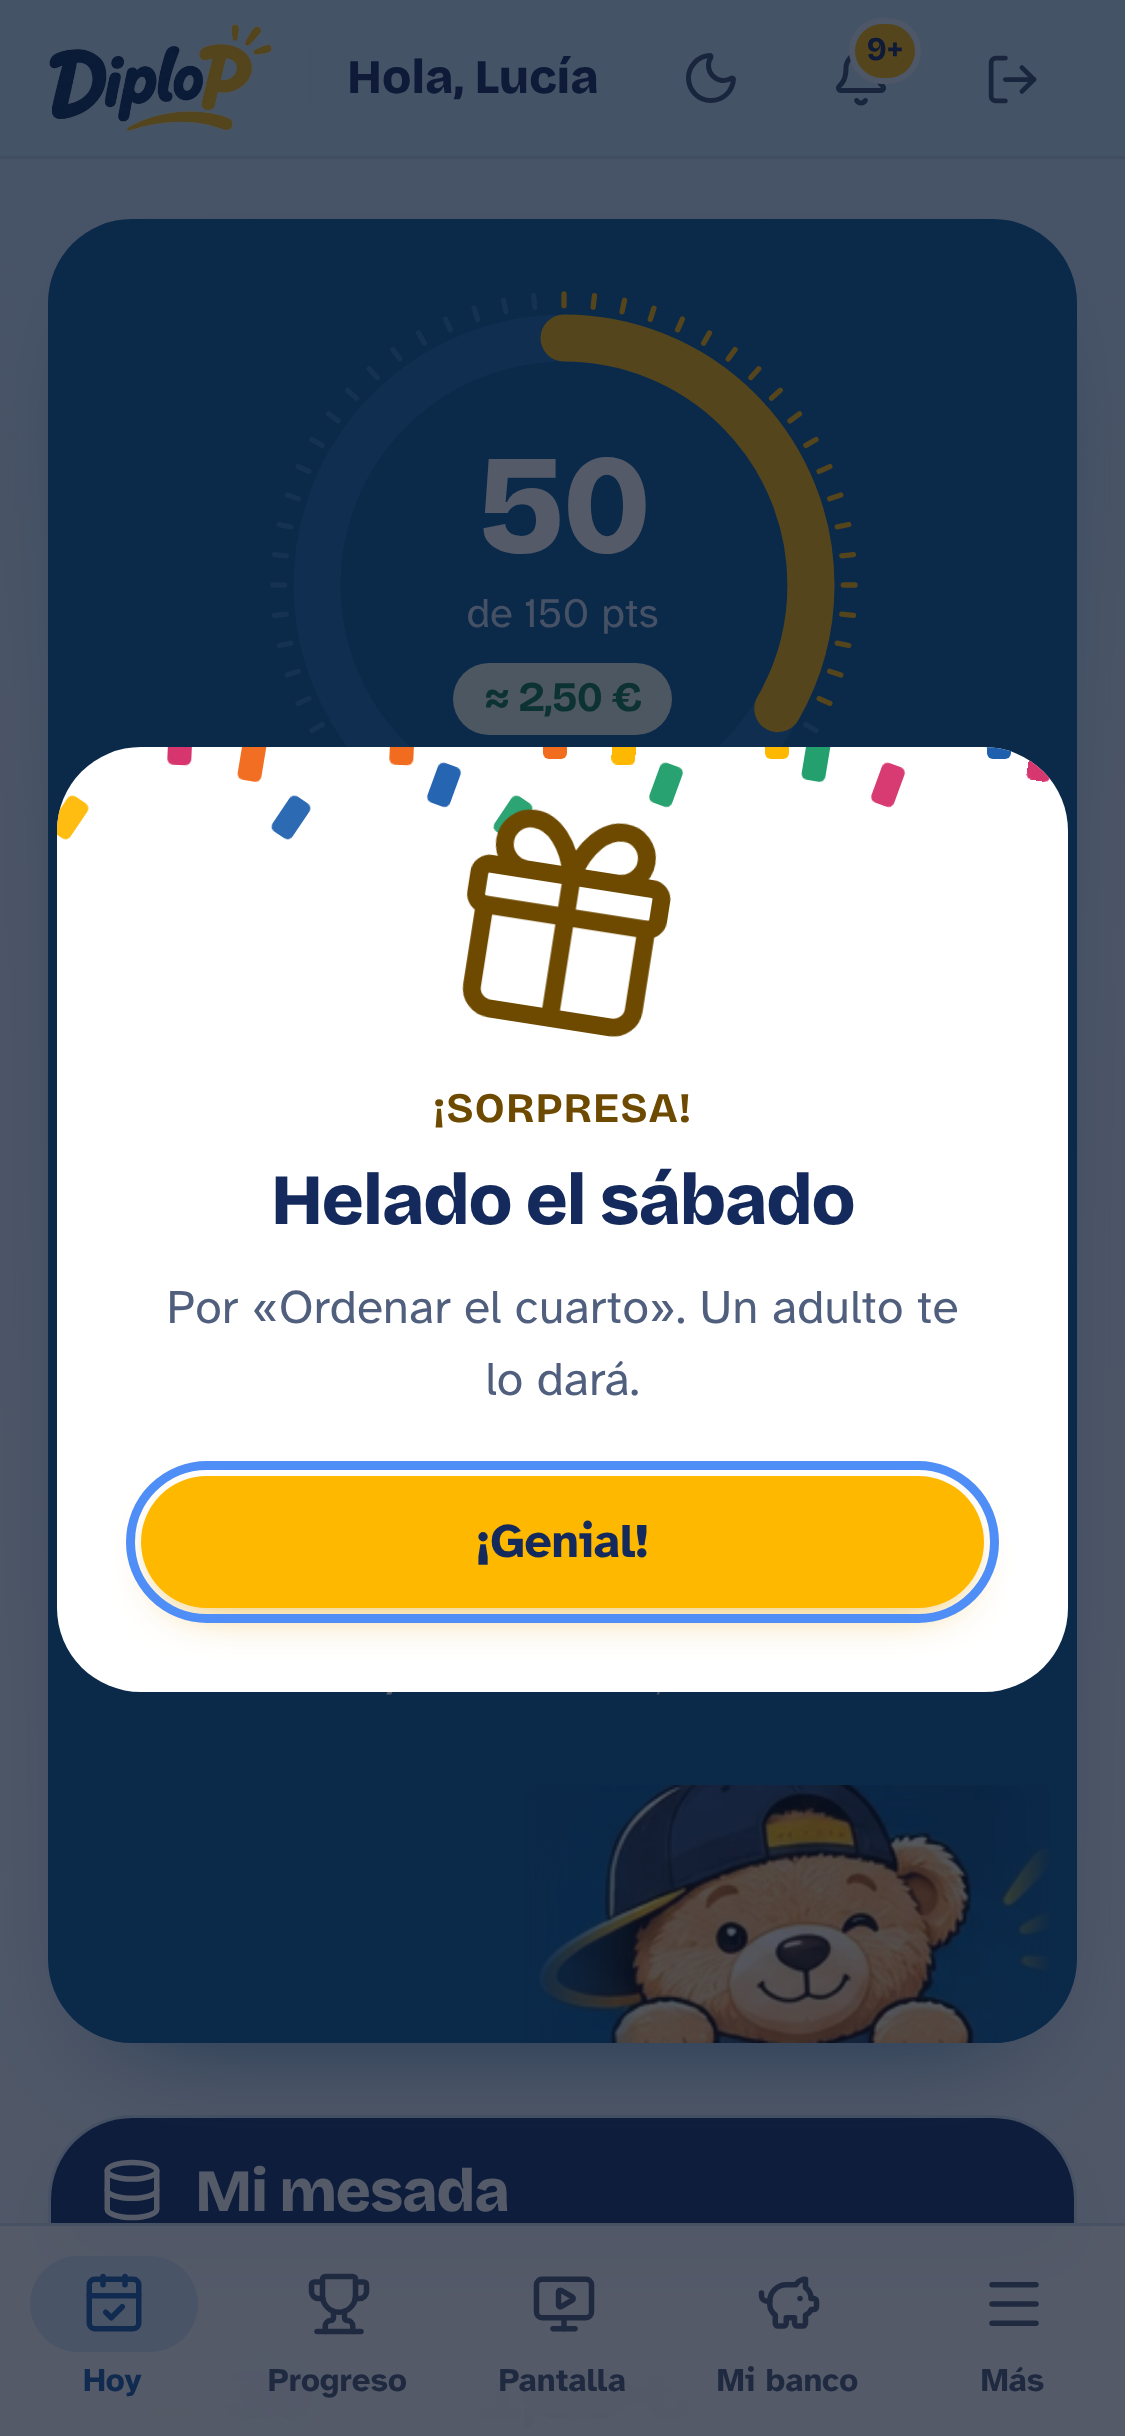 DiploP
Hola, Lucía
9+
50
de 150 pts
≈ 2,50 €
¡SORPRESA!
Helado el sábado
Por «Ordenar el cuarto». Un adulto te
lo dará.
¡Genial!
Mi mesada
Hoy
Progreso
Pantalla
Mi banco
Más